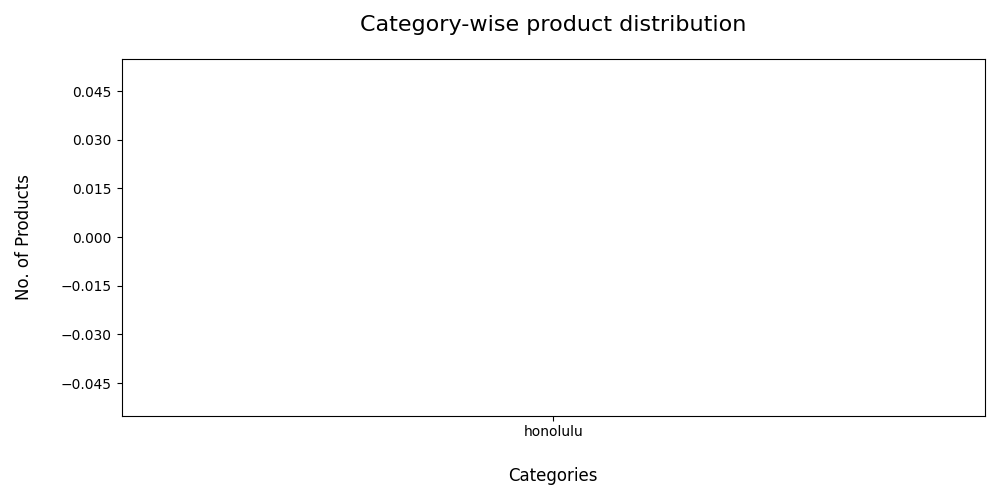 Category-wise product distribution
No. of Products
0.045
0.030
0.015
0.000
−0.015
−0.030
−0.045
honolulu
Categories